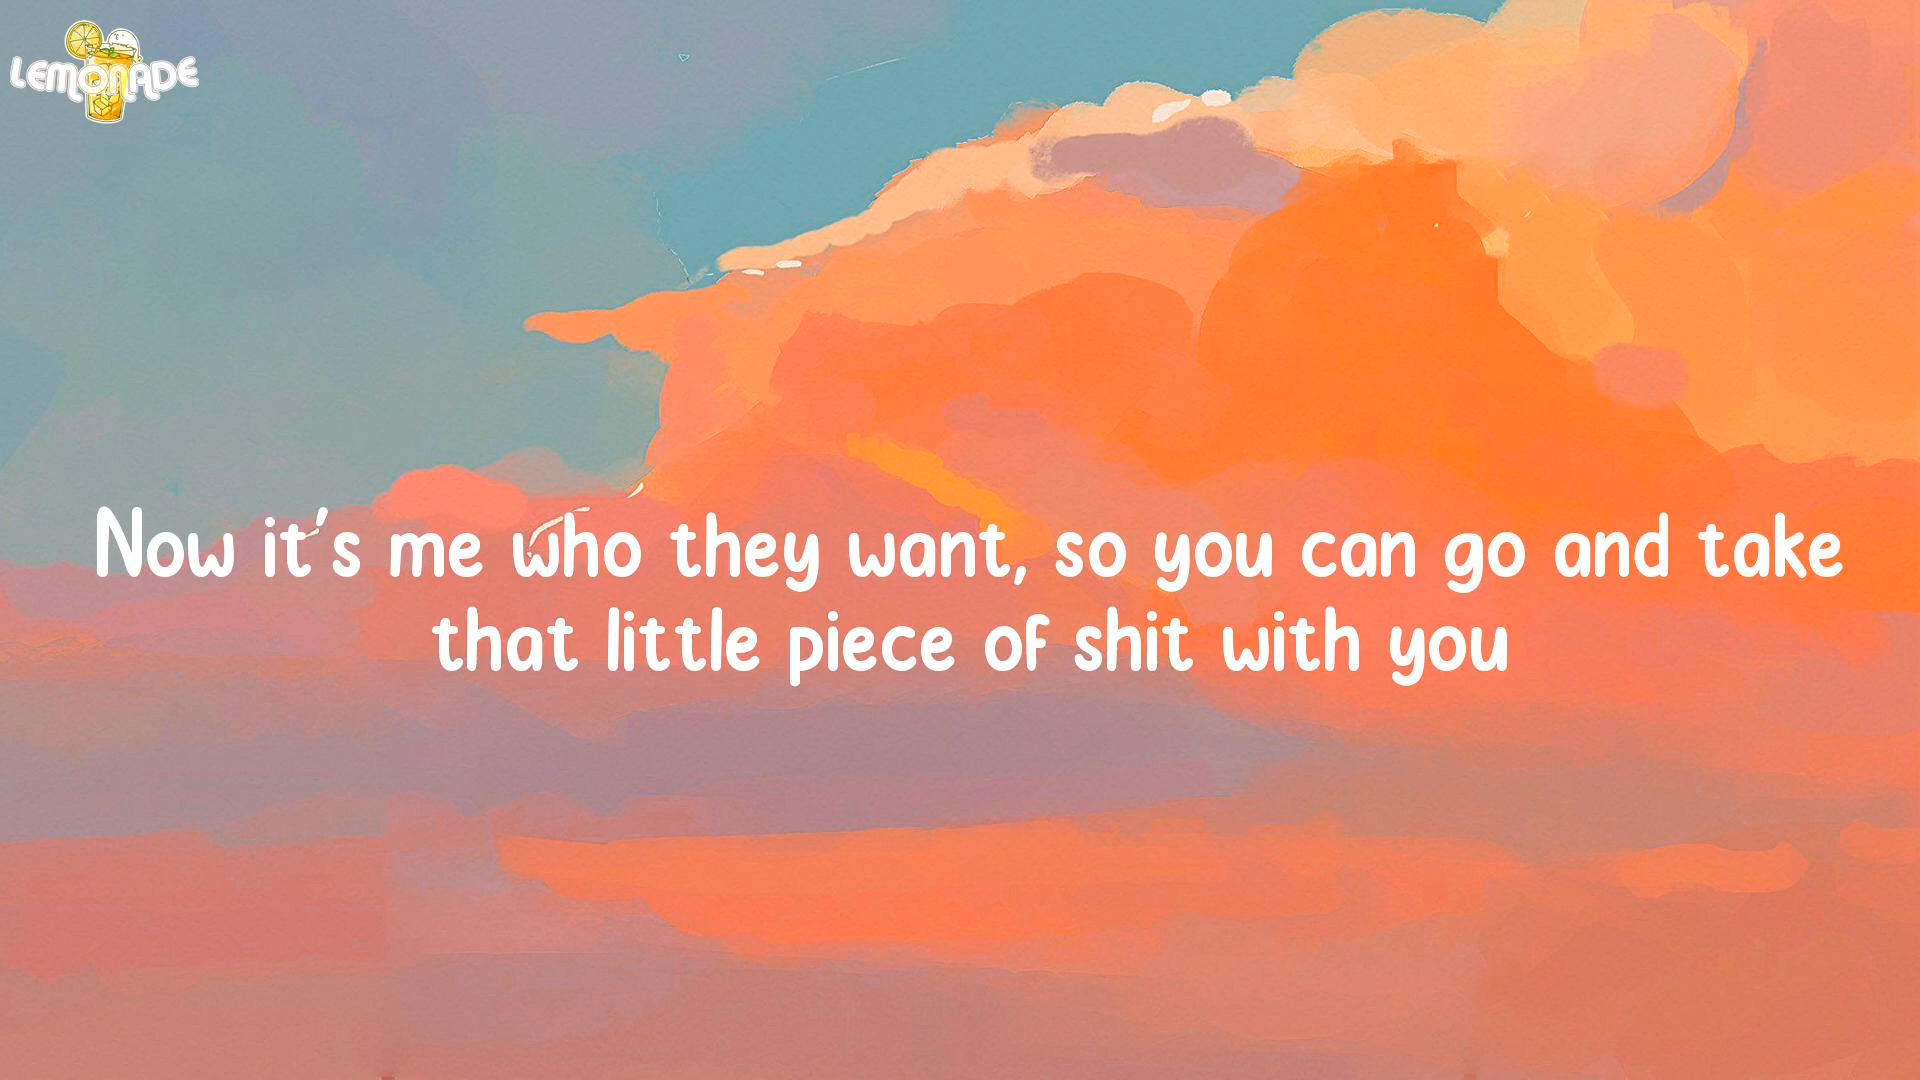 LEMONADE
Now it's me who they want, so you can go and take
that little piece of shit with you